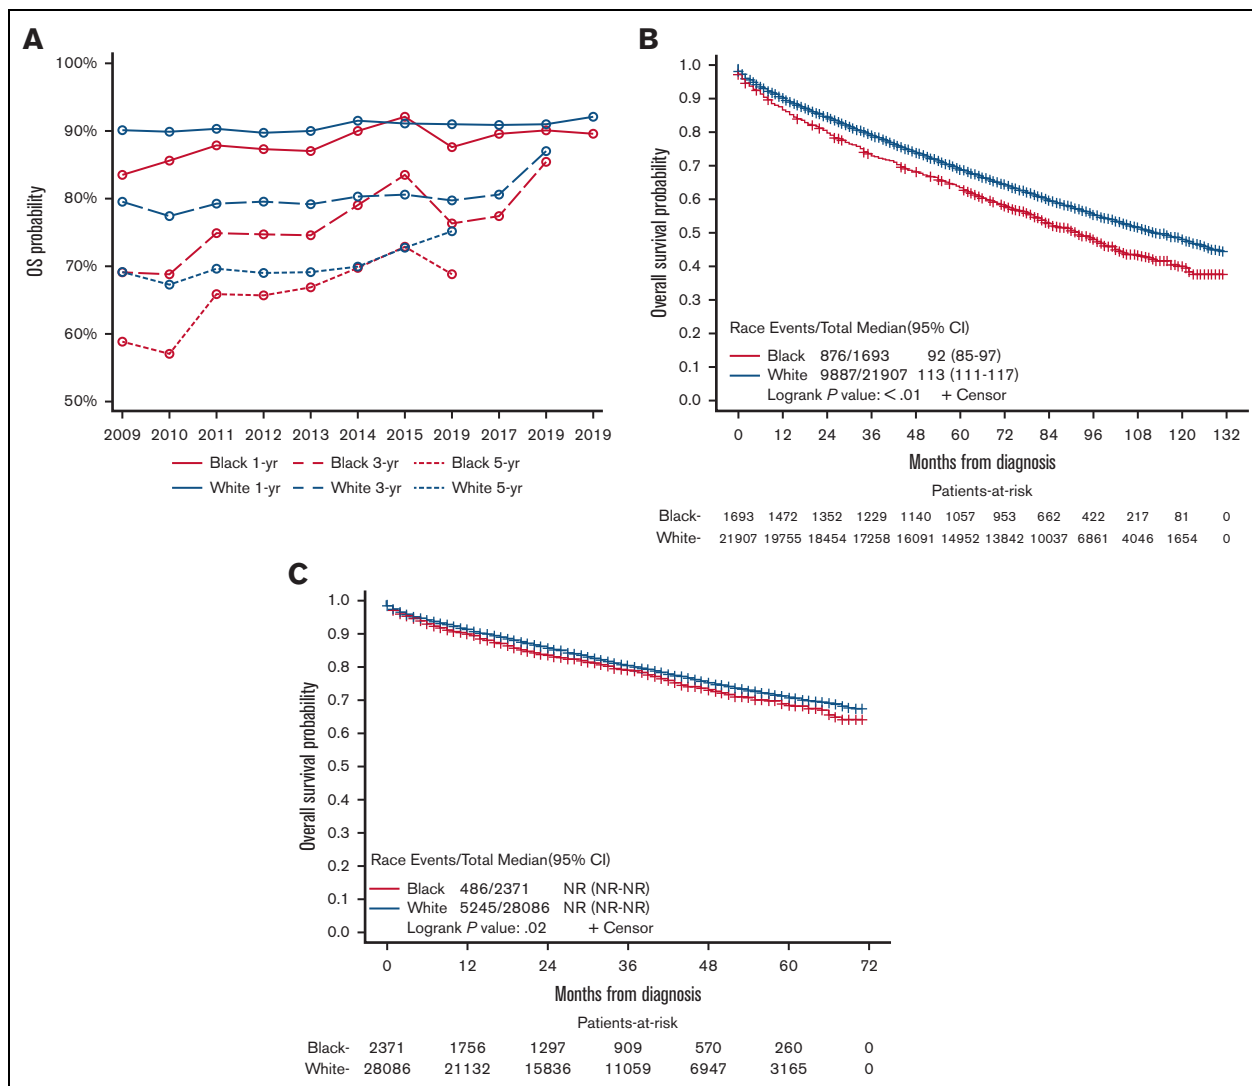 A
100%
90%
80%
70%
60%
50%
OS probability
2009 2010 2011 2012 2013 2014 2015 2019 2017 2019 2019
Black 1-yr Black 3-yr Black 5-yr
White 1-yr White 3-yr White 5-yr
B
1.0
0.9
0.8
0.7
0.6
0.5
0.4
0.3
0.2
0.1
0.0
Overall survival probability
Race Events/Total Median(95% CI)
Black 876/1693 92 (85-97)
White 9887/21907 113 (111-117)
Logrank P value: < .01 + Censor
0 12 24 36 48 60 72 84 96 108 120 132
Months from diagnosis
Patients-at-risk
Black- 1693 1472 1352 1229 1140 1057 953 662 422 217 81 0
White- 21907 19755 18454 17258 16091 14952 13842 10037 6861 4046 1654 0
C
1.0
0.9
0.8
0.7
0.6
0.5
0.4
0.3
0.2
0.1
0.0
Overall survival probability
Race Events/Total Median(95% CI)
Black 486/2371 NR (NR-NR)
White 5245/28086 NR (NR-NR)
Logrank P value: .02 + Censor
0 12 24 36 48 60 72
Months from diagnosis
Patients-at-risk
Black- 2371 1756 1297 909 570 260 0
White- 28086 21132 15836 11059 6947 3165 0